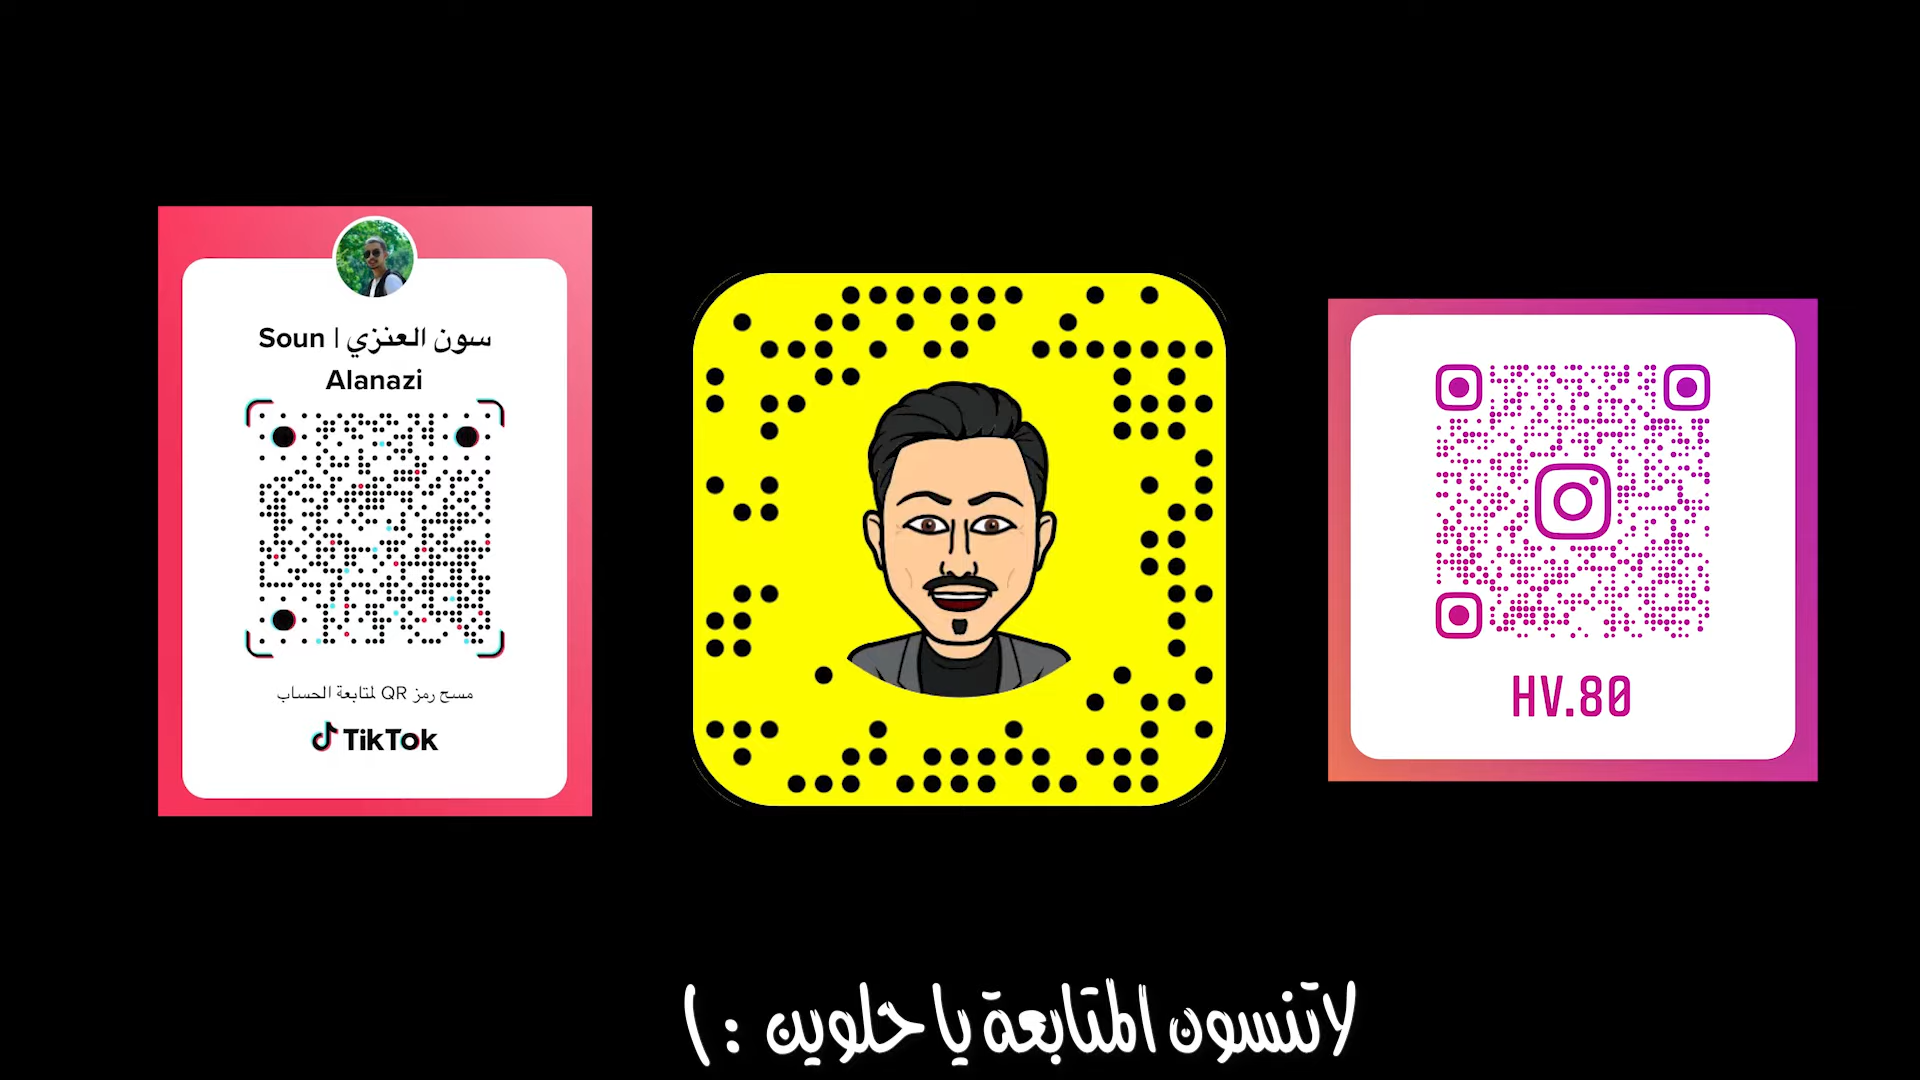 سون العنزي | Soun
Alanazi
مسح رمز QR لمتابعة الحساب
TikTok
HV.80
لاتنسون المتابعة يا حلوين : )